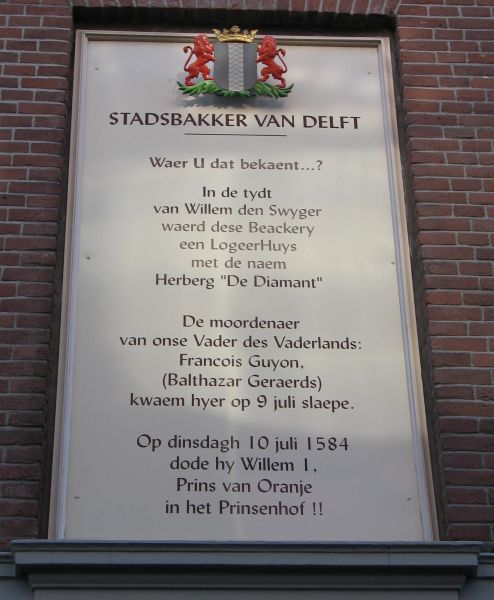 STADSBAKKER VAN DELFT
Waer U dat bekaent...?
In de tydt
van Willem den Swyger
waerd dese Beackery
een LogeerHuys
met de naem
Herberg "De Diamant"
De moordenaer
van onse Vader des Vaderlands:
Francois Guyon,
(Balthazar Geraerds)
kwaem hyer op 9 juli slaepe.
Op dinsdagh 10 juli 1584
dode hy Willem 1,
Prins van Oranje
in het Prinsenhof !!